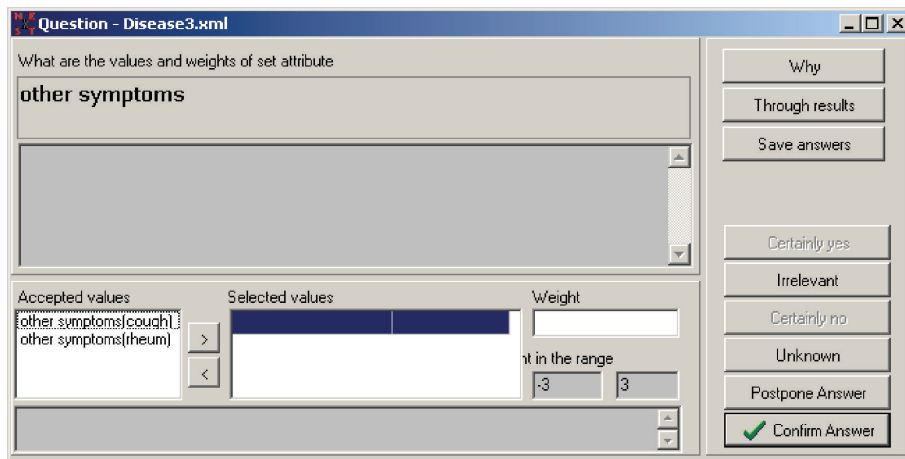 Question - Disease3.xml
What are the values and weights of set attribute
other symptoms
Why
Through results
Save answers
Certainly yes
Irrelevant
Certainly no
Unknown
Postpone Answer
Confirm Answer
Accepted values
other symptoms(cough)
other symptoms(rheum)
>
<
Selected values
Weight
in the range
-3
3